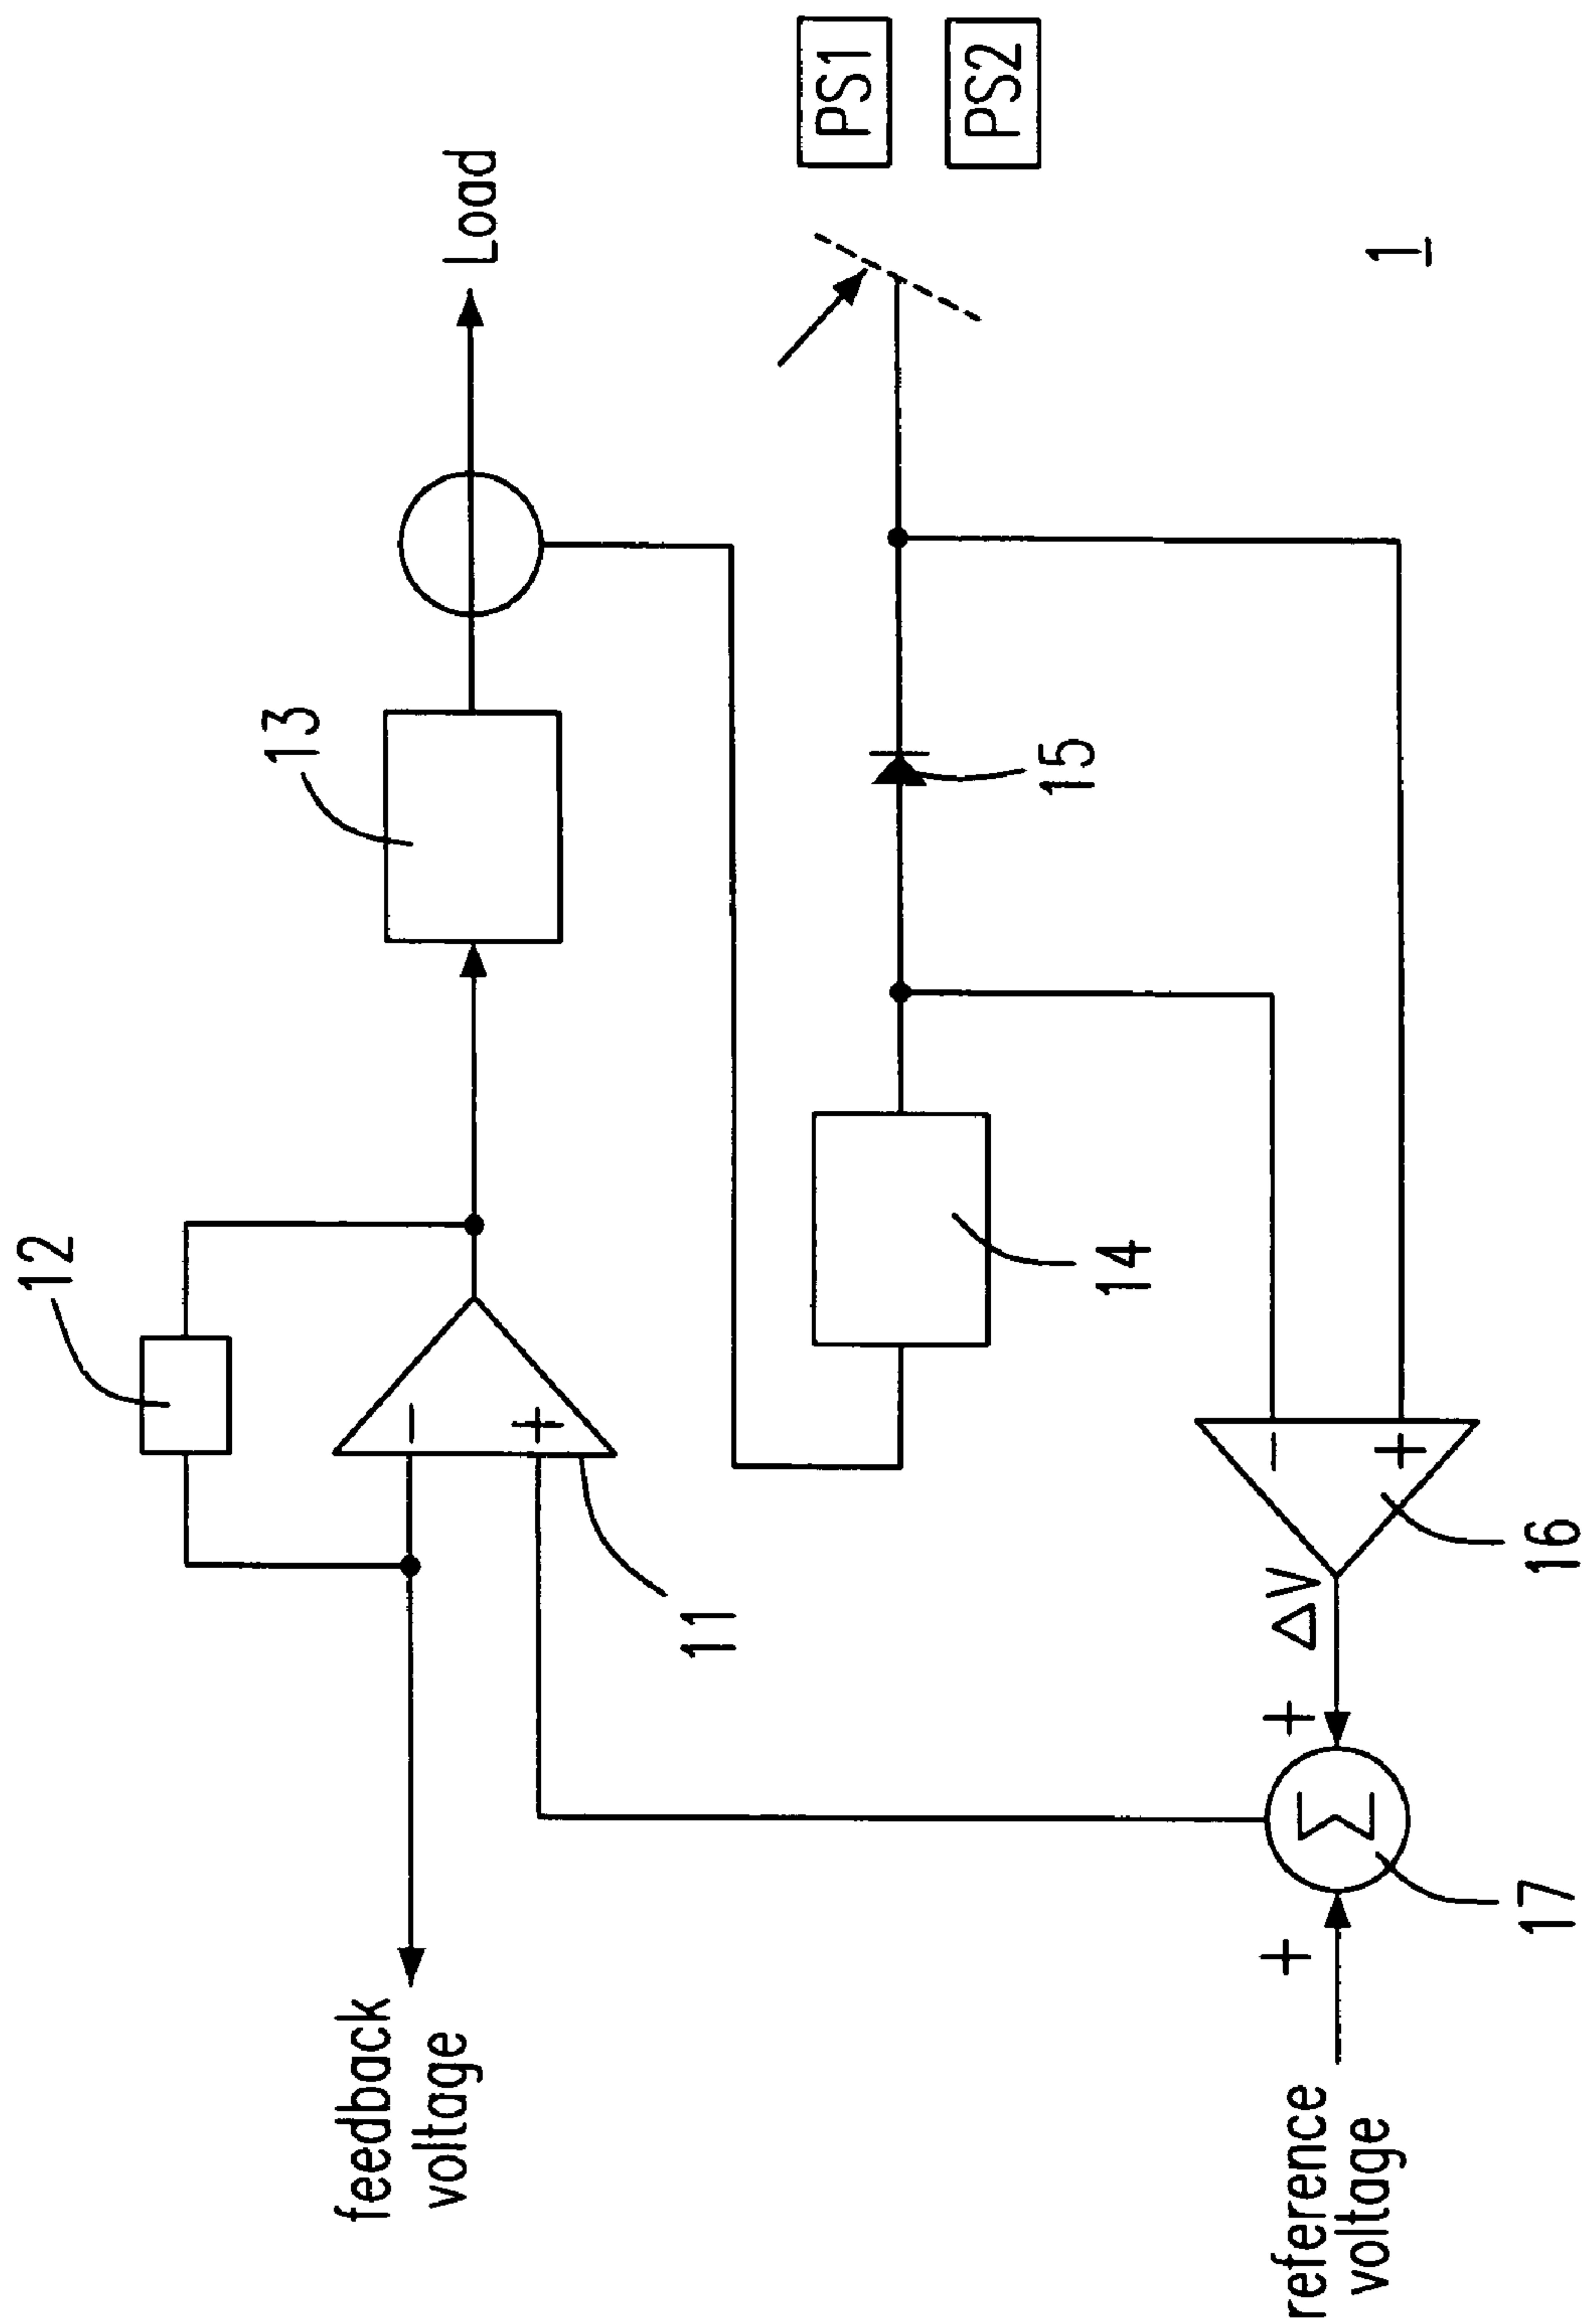 12
13
Load
feedback
voltage
−
+
11
14
15
PS1
PS2
reference
voltage
+
Σ
+
ΔV
−
+
17
16
1